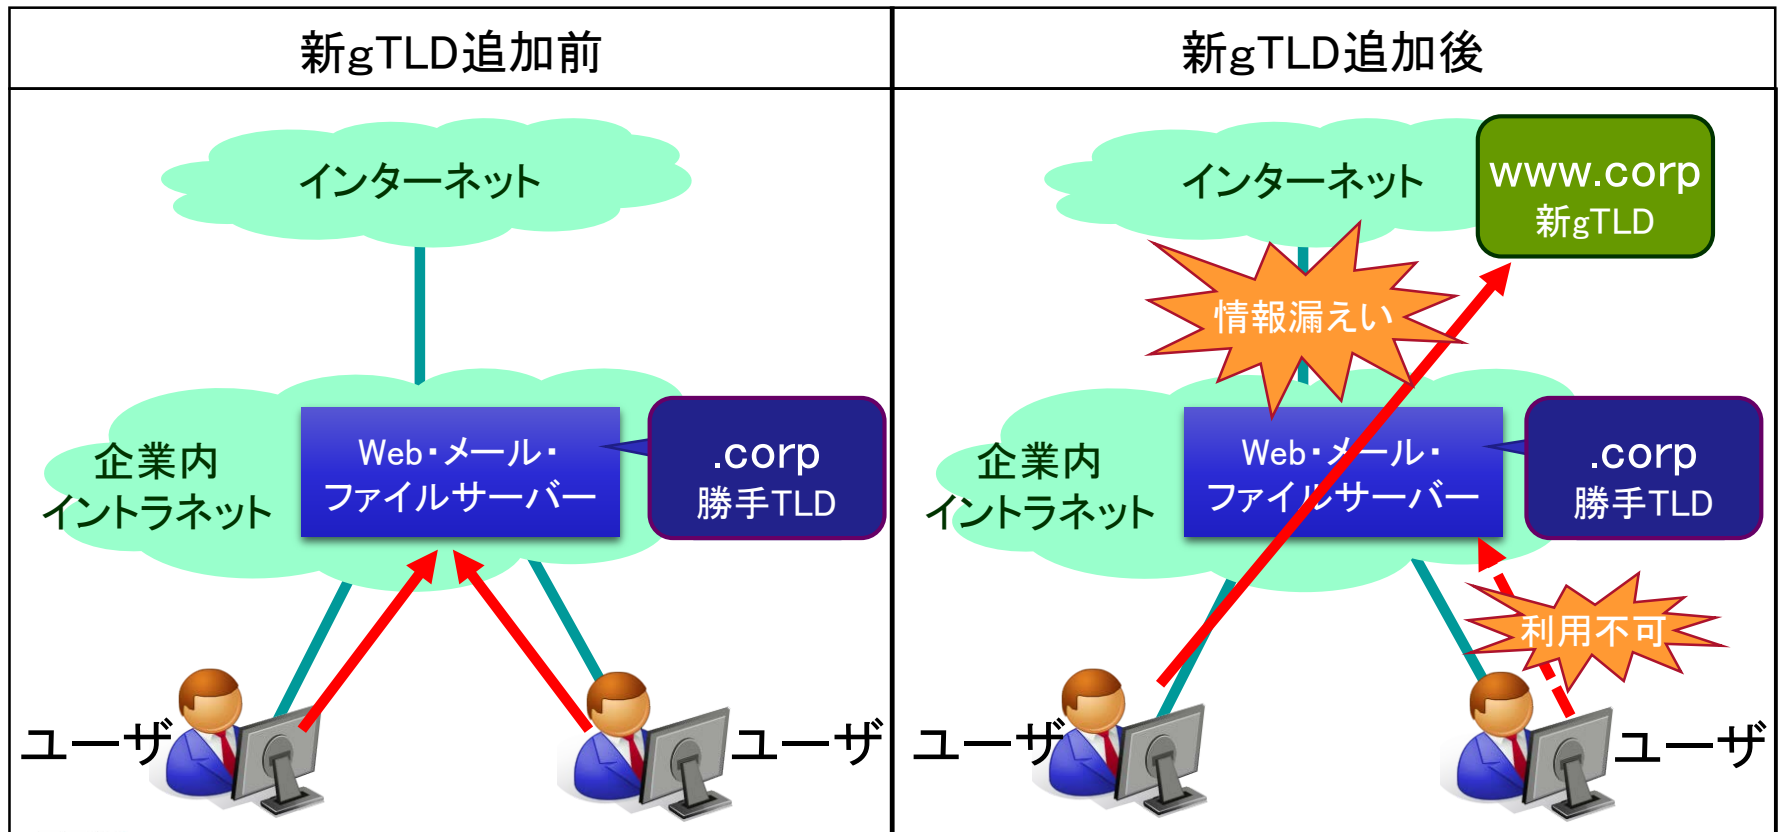 新gTLD追加前
インターネット
企業内
イントラネット
Web・メール・
ファイルサーバー
.corp
勝手TLD
ユーザ
ユーザ
新gTLD追加後
インターネット
www.corp
新gTLD
情報漏えい
企業内
イントラネット
Web・メール・
ファイルサーバー
.corp
勝手TLD
利用不可
ユーザ
ユーザ